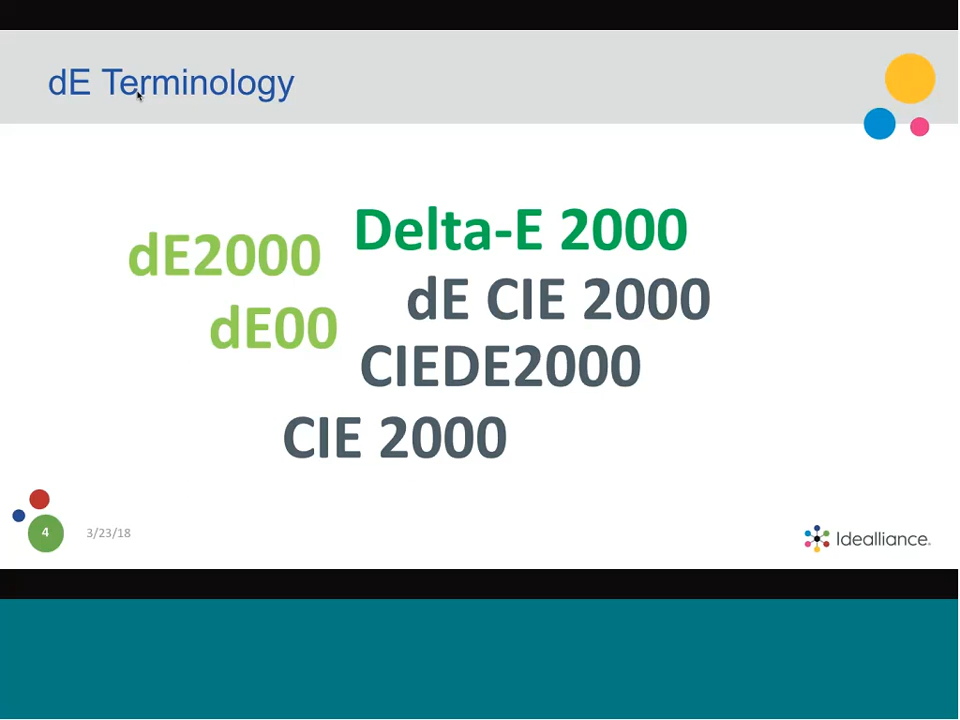 dE Terminology
Delta-E 2000
dE2000
dE CIE 2000
dE00
CIEDE2000
CIE 2000
4
3/23/18
Idealliance.